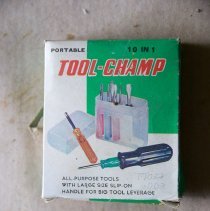 PORTABLE 10 IN 1
TOOL-CHAMP
ALL-PURPOSE TOOLS
WITH LARGE SIZE SLIP-ON
HANDLE FOR BIG TOOL LEVERAGE